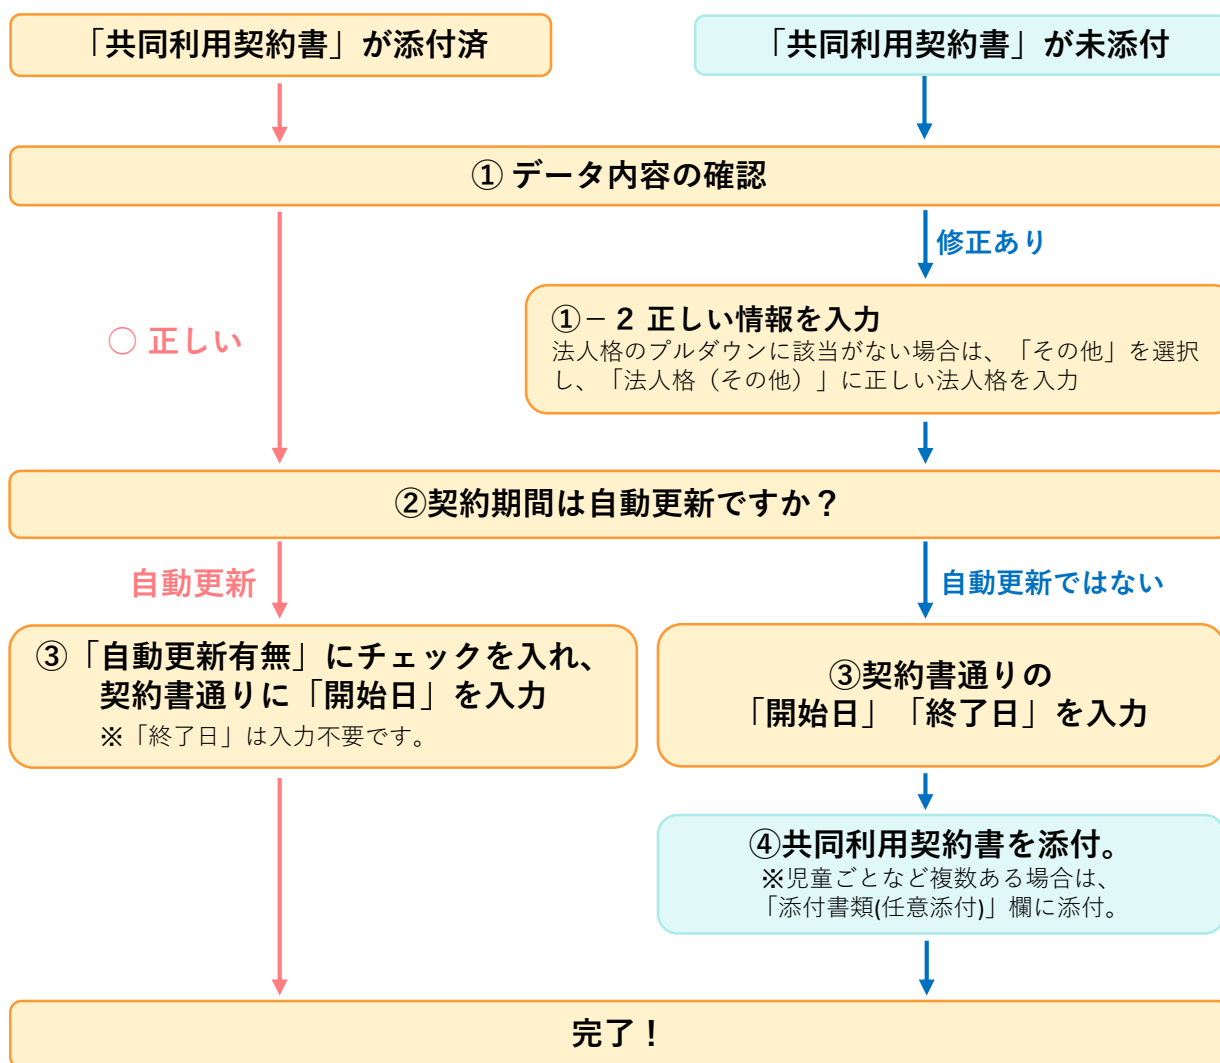 「共同利用契約書」が添付済
「共同利用契約書」が未添付
① データ内容の確認
修正あり
○ 正しい
①－２ 正しい情報を入力
法人格のプルダウンに該当がない場合は、「その他」を選択
し、「法人格（その他）」に正しい法人格を入力
②契約期間は自動更新ですか？
自動更新
自動更新ではない
③「自動更新有無」にチェックを入れ、
契約書通りに「開始日」を入力
※「終了日」は入力不要です。
③契約書通りの
「開始日」「終了日」を入力
④共同利用契約書を添付。
※児童ごとなど複数ある場合は、
「添付書類(任意添付)」欄に添付。
完了！